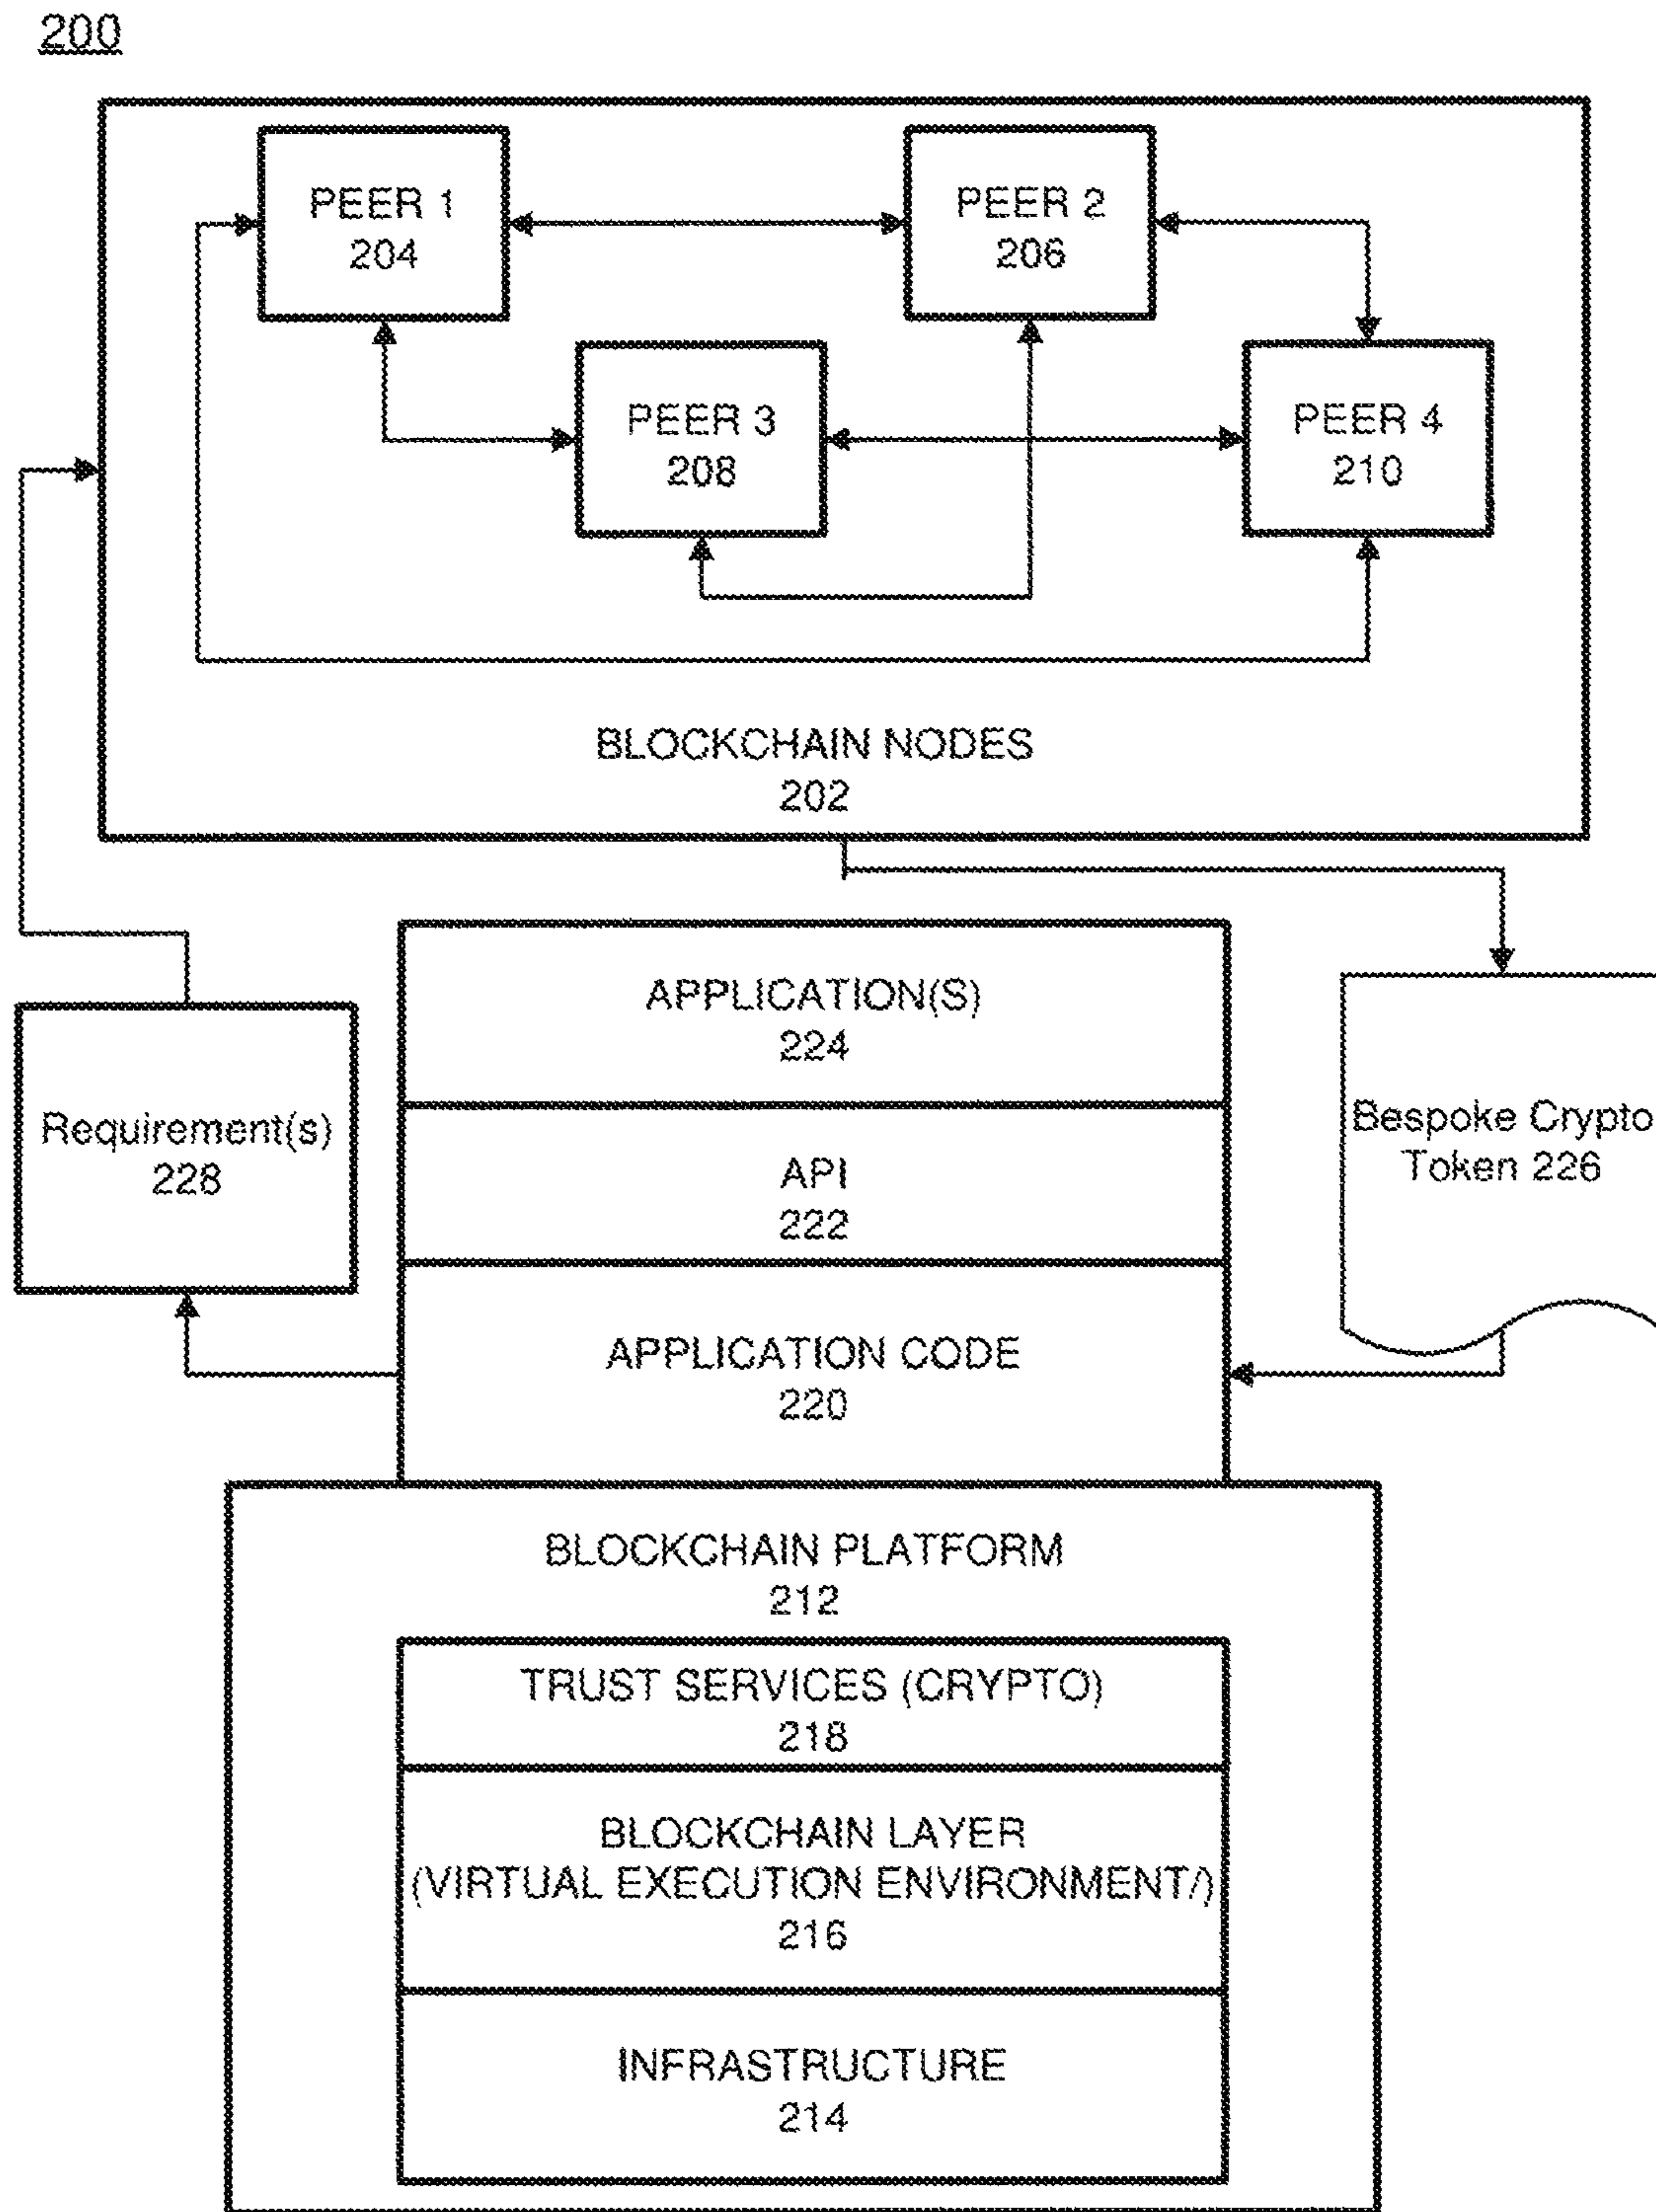 200
PEER 1
204
PEER 2
206
PEER 3
208
PEER 4
210
BLOCKCHAIN NODES
202
APPLICATION(S)
224
Requirement(s)
228
API
222
Bespoke Crypto
Token 226
APPLICATION CODE
220
BLOCKCHAIN PLATFORM
212
TRUST SERVICES (CRYPTO)
218
BLOCKCHAIN LAYER
(VIRTUAL EXECUTION ENVIRONMENT/)
216
INFRASTRUCTURE
214